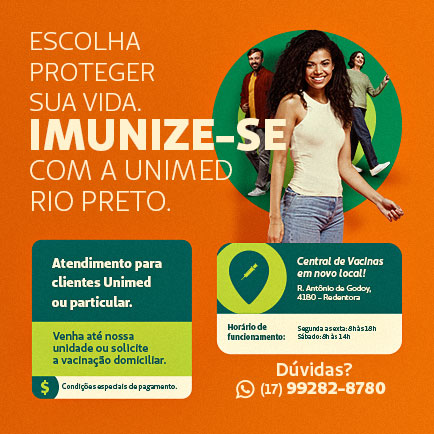 ESCOLHA
PROTEGER
SUA VIDA.
IMUNIZE-SE
COM A UNIMED
RIO PRETO.
Atendimento para
clientes Unimed
ou particular.
Venha até nossa
unidade ou solicite
a vacinação domiciliar.
$ Condições especiais de pagamento.
Central de Vacinas
em novo local!
R. Antônio de Godoy,
4180 - Redentora
Horário de
funcionamento:
Segunda a sexta: 8h às 18h
Sábado: 8h às 14h
Dúvidas?
(17) 99282-8780